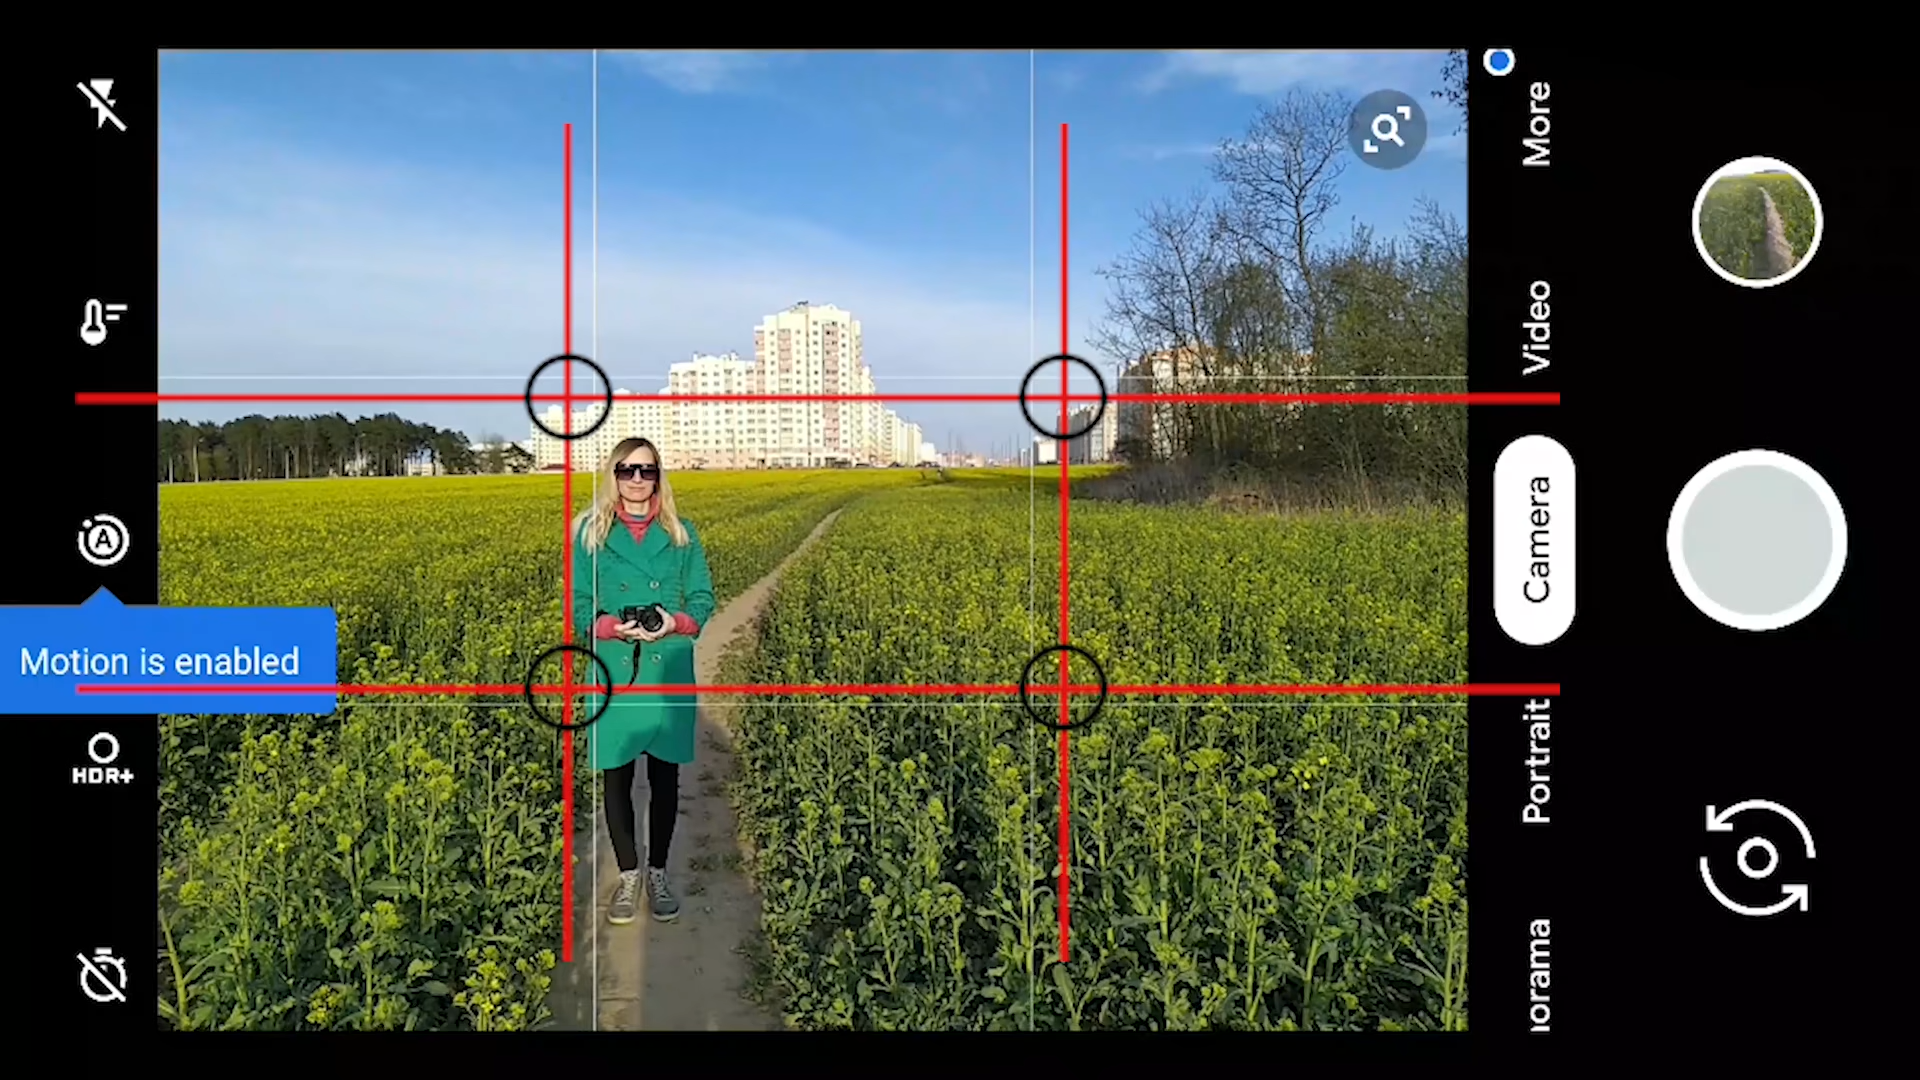 More
Video
Camera
Motion is enabled
Portrait
HDR+
A
orama